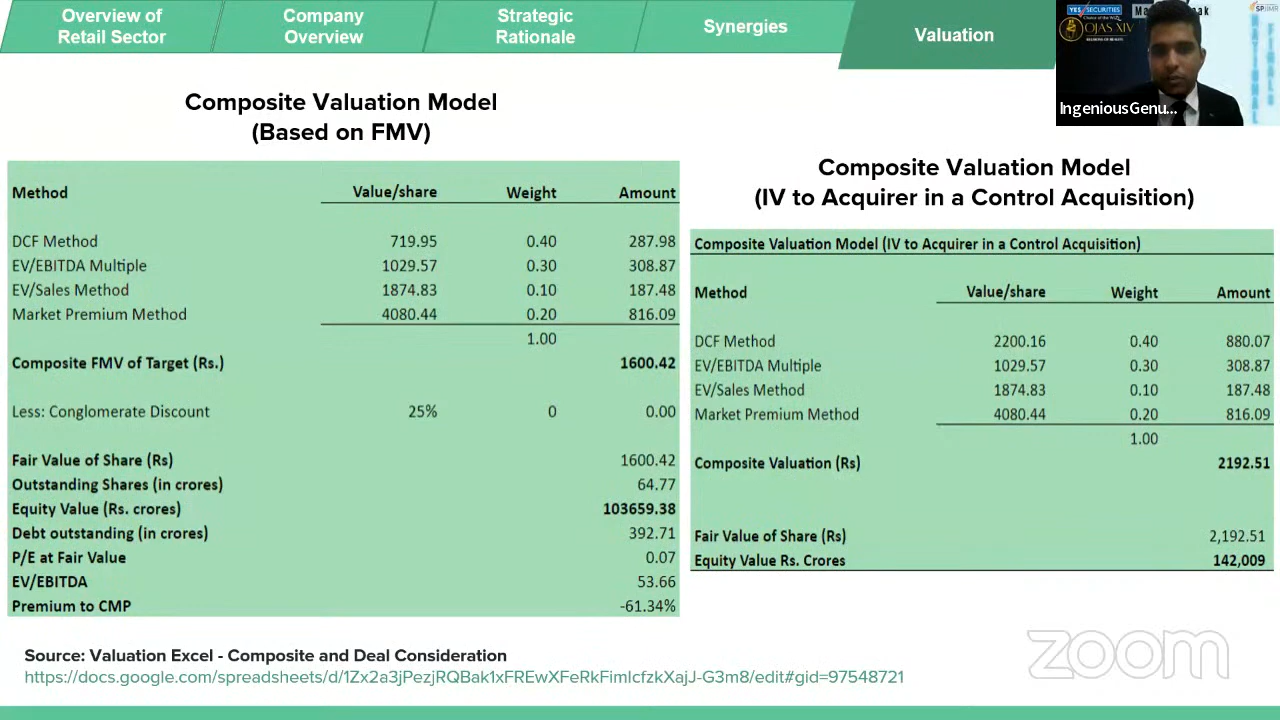 Overview of
Retail Sector
Company
Overview
Strategic
Rationale
Synergies
Valuation
YES SECURITIES
OJAS XIV
SPJIMR
IngeniousGenu...
Composite Valuation Model
(Based on FMV)
Method Value/share Weight Amount
DCF Method 719.95 0.40 287.98
EV/EBITDA Multiple 1029.57 0.30 308.87
EV/Sales Method 1874.83 0.10 187.48
Market Premium Method 4080.44 0.20 816.09
1.00
Composite FMV of Target (Rs.) 1600.42
Less: Conglomerate Discount 25% 0 0.00
Fair Value of Share (Rs) 1600.42
Outstanding Shares (in crores) 64.77
Equity Value (Rs. crores) 103659.38
Debt outstanding (in crores) 392.71
P/E at Fair Value 0.07
EV/EBITDA 53.66
Premium to CMP -61.34%
Composite Valuation Model
(IV to Acquirer in a Control Acquisition)
Composite Valuation Model (IV to Acquirer in a Control Acquisition)
Method Value/share Weight Amount
DCF Method 2200.16 0.40 880.07
EV/EBITDA Multiple 1029.57 0.30 308.87
EV/Sales Method 1874.83 0.10 187.48
Market Premium Method 4080.44 0.20 816.09
1.00
Composite Valuation (Rs) 2192.51
Fair Value of Share (Rs) 2,192.51
Equity Value Rs. Crores 142,009
Source: Valuation Excel - Composite and Deal Consideration
https://docs.google.com/spreadsheets/d/1Zx2a3jPezjRQBak1xFREwXFeRkFimIcfzkXajJ-G3m8/edit#gid=97548721
zoom